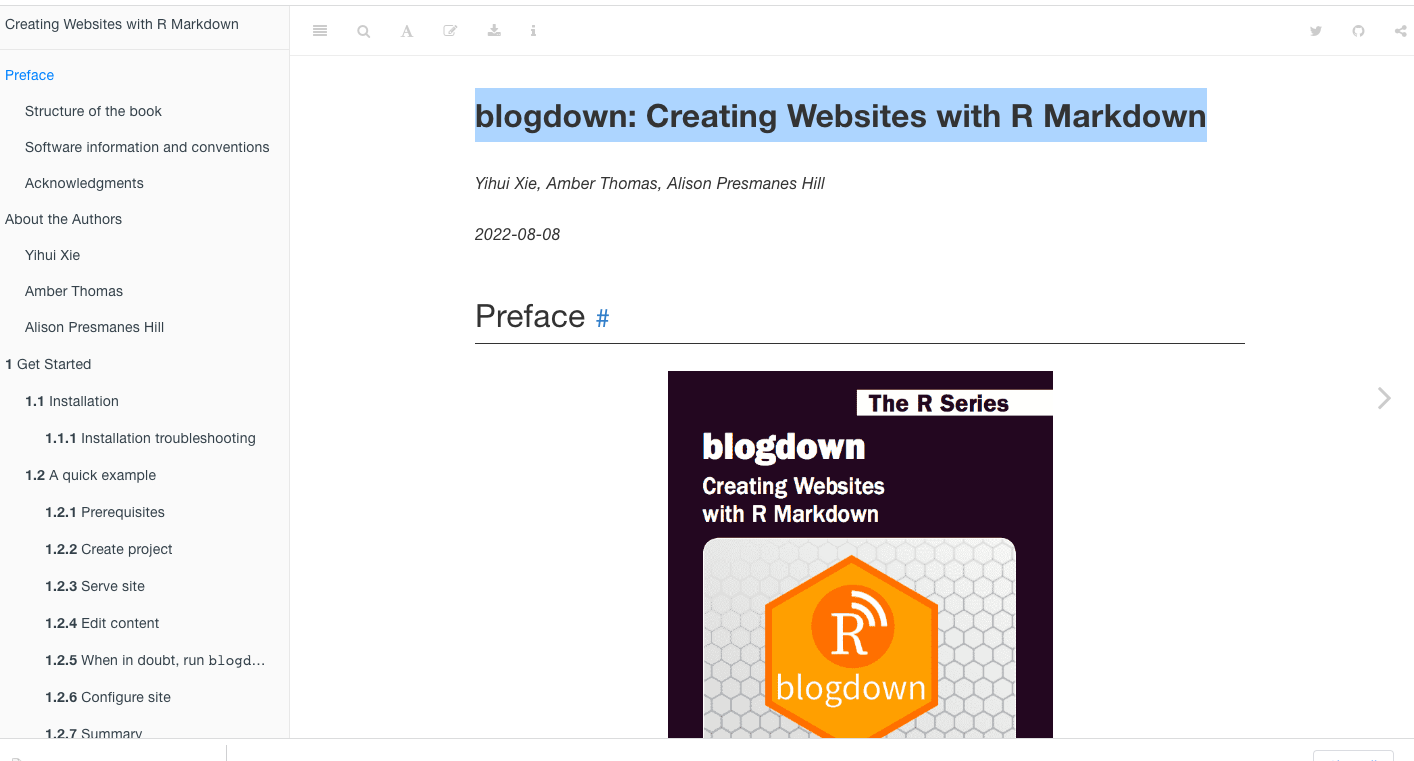 Creating Websites with R Markdown
Preface
Structure of the book
Software information and conventions
Acknowledgments
About the Authors
Yihui Xie
Amber Thomas
Alison Presmanes Hill
1 Get Started
1.1 Installation
1.1.1 Installation troubleshooting
1.2 A quick example
1.2.1 Prerequisites
1.2.2 Create project
1.2.3 Serve site
1.2.4 Edit content
1.2.5 When in doubt, run blogd...
1.2.6 Configure site
1.2.7 Summary
A
i
blogdown: Creating Websites with R Markdown
Yihui Xie, Amber Thomas, Alison Presmanes Hill
2022-08-08
Preface #
The R Series
blogdown
Creating Websites
with R Markdown
R
blogdown